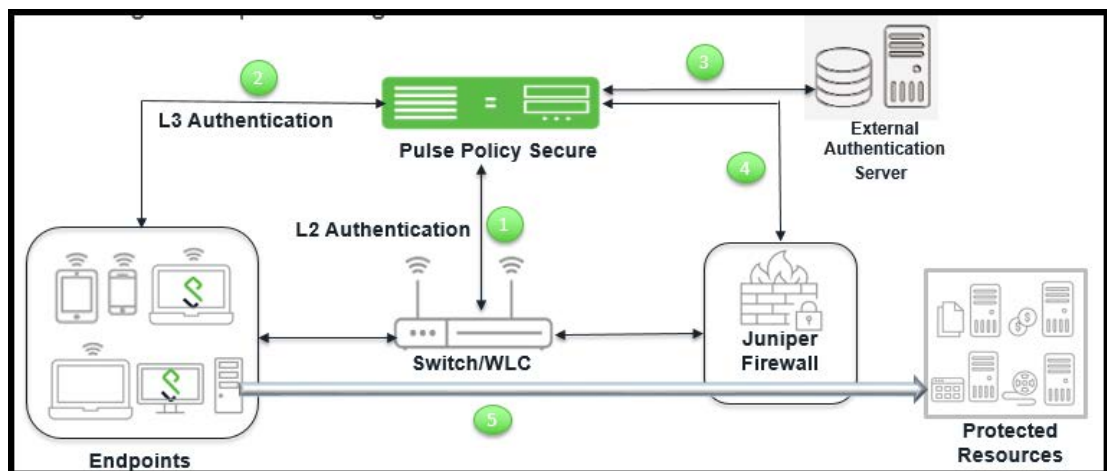 2
3
L3 Authentication
Pulse Policy Secure
External
Authentication
Server
4
L2 Authentication
1
Switch/WLC
Juniper
Firewall
5
Endpoints
Protected
Resources